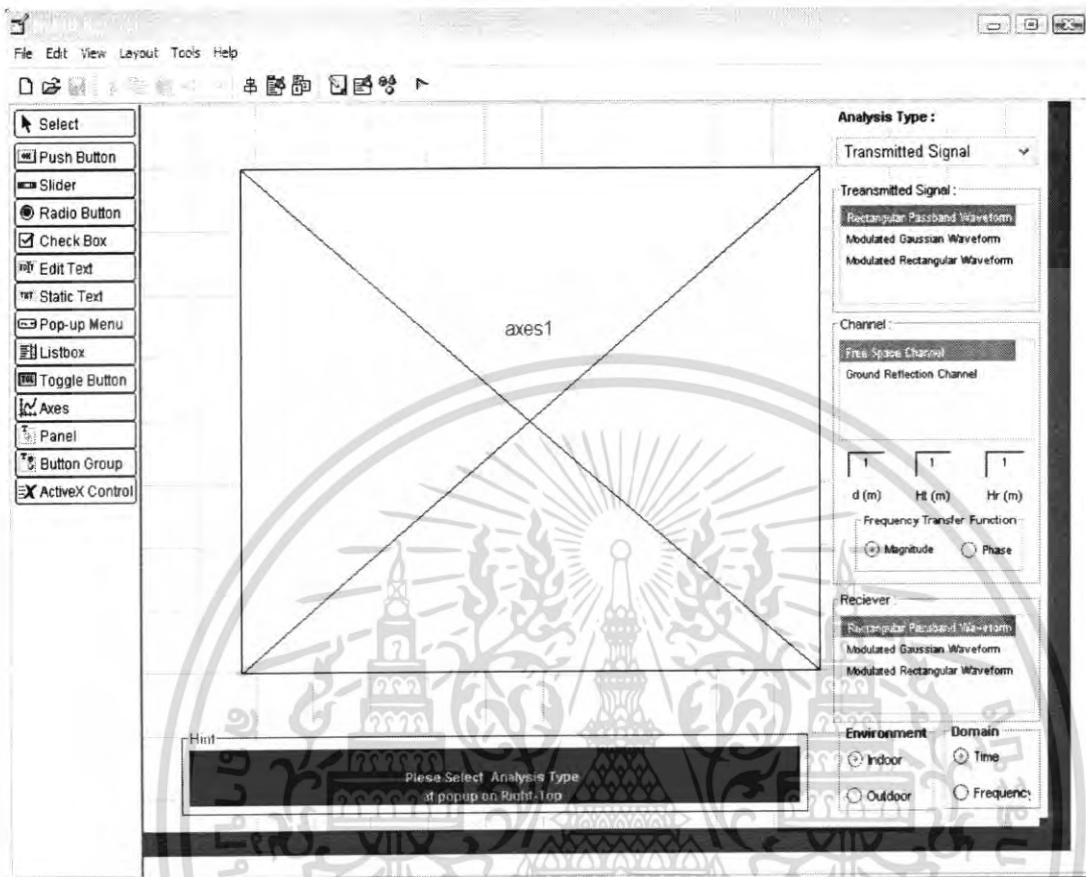 File Edit View Layout Tools Help
Select
Push Button
Slider
Radio Button
Check Box
Edit Text
Static Text
Pop-up Menu
Listbox
Toggle Button
Axes
Panel
Button Group
ActiveX Control
axes1
Hint
Plese Select Analysis Type
at popup on Right-Top
Analysis Type :
Transmitted Signal
Treansmitted Signal :
Rectangular Passband Waveform
Modulated Gaussian Waveform
Modulated Rectangular Waveform
Channel :
Free Space Channel
Ground Reflection Channel
1 1 1
d (m) Ht (m) Hr (m)
Frequency Transfer Function
Magnitude Phase
Reciever :
Rectangular Passband Waveform
Modulated Gaussian Waveform
Modulated Rectangular Waveform
Environment Domain
Indoor Time
Outdoor Frequency